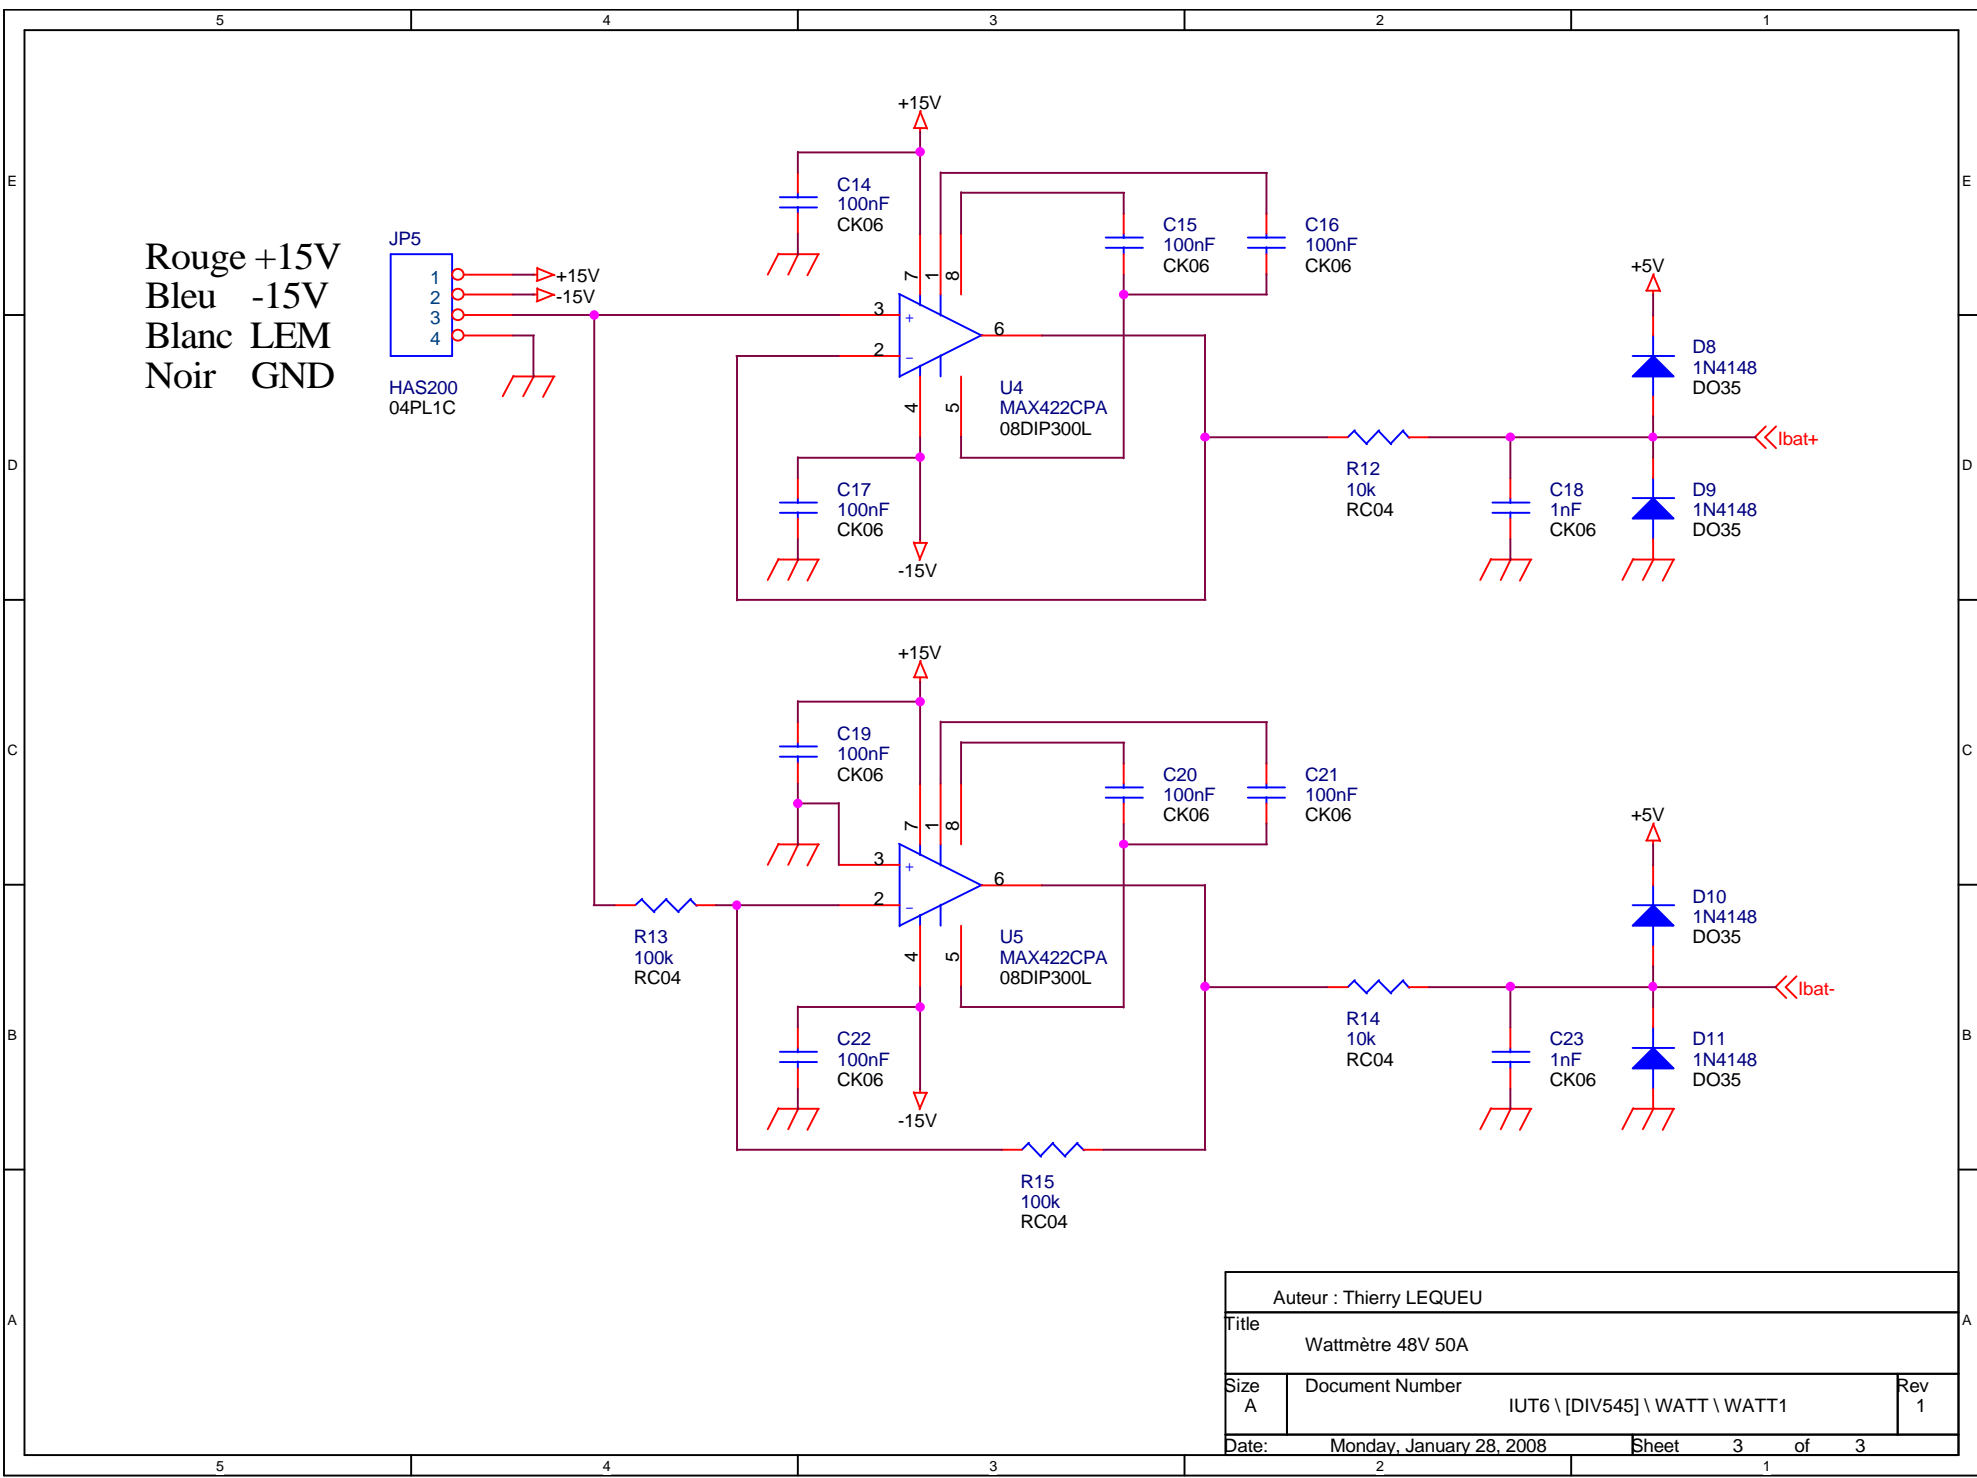 5 4 3 2 1
E E
D D
C C
B B
A A
Rouge +15V
Bleu -15V
Blanc LEM
Noir GND
JP5
1
2
3
4
+15V
-15V
HAS200
04PL1C
+15V
C14
100nF
CK06
C15
100nF
CK06
C16
100nF
CK06
7 1 8
3
+
2
-
6
4 5
U4
MAX422CPA
08DIP300L
C17
100nF
CK06
-15V
R12
10k
RC04
C18
1nF
CK06
+5V
D8
1N4148
DO35
Ibat+
D9
1N4148
DO35
+15V
C19
100nF
CK06
C20
100nF
CK06
C21
100nF
CK06
7 1 8
3
+
2
-
6
4 5
U5
MAX422CPA
08DIP300L
R13
100k
RC04
C22
100nF
CK06
-15V
R15
100k
RC04
R14
10k
RC04
C23
1nF
CK06
+5V
D10
1N4148
DO35
Ibat-
D11
1N4148
DO35
Auteur : Thierry LEQUEU
Title
Wattmètre 48V 50A
Size
A
Document Number
IUT6 \ [DIV545] \ WATT \ WATT1
Rev
1
Date: Monday, January 28, 2008 Sheet 3 of 3
5 4 3 2 1